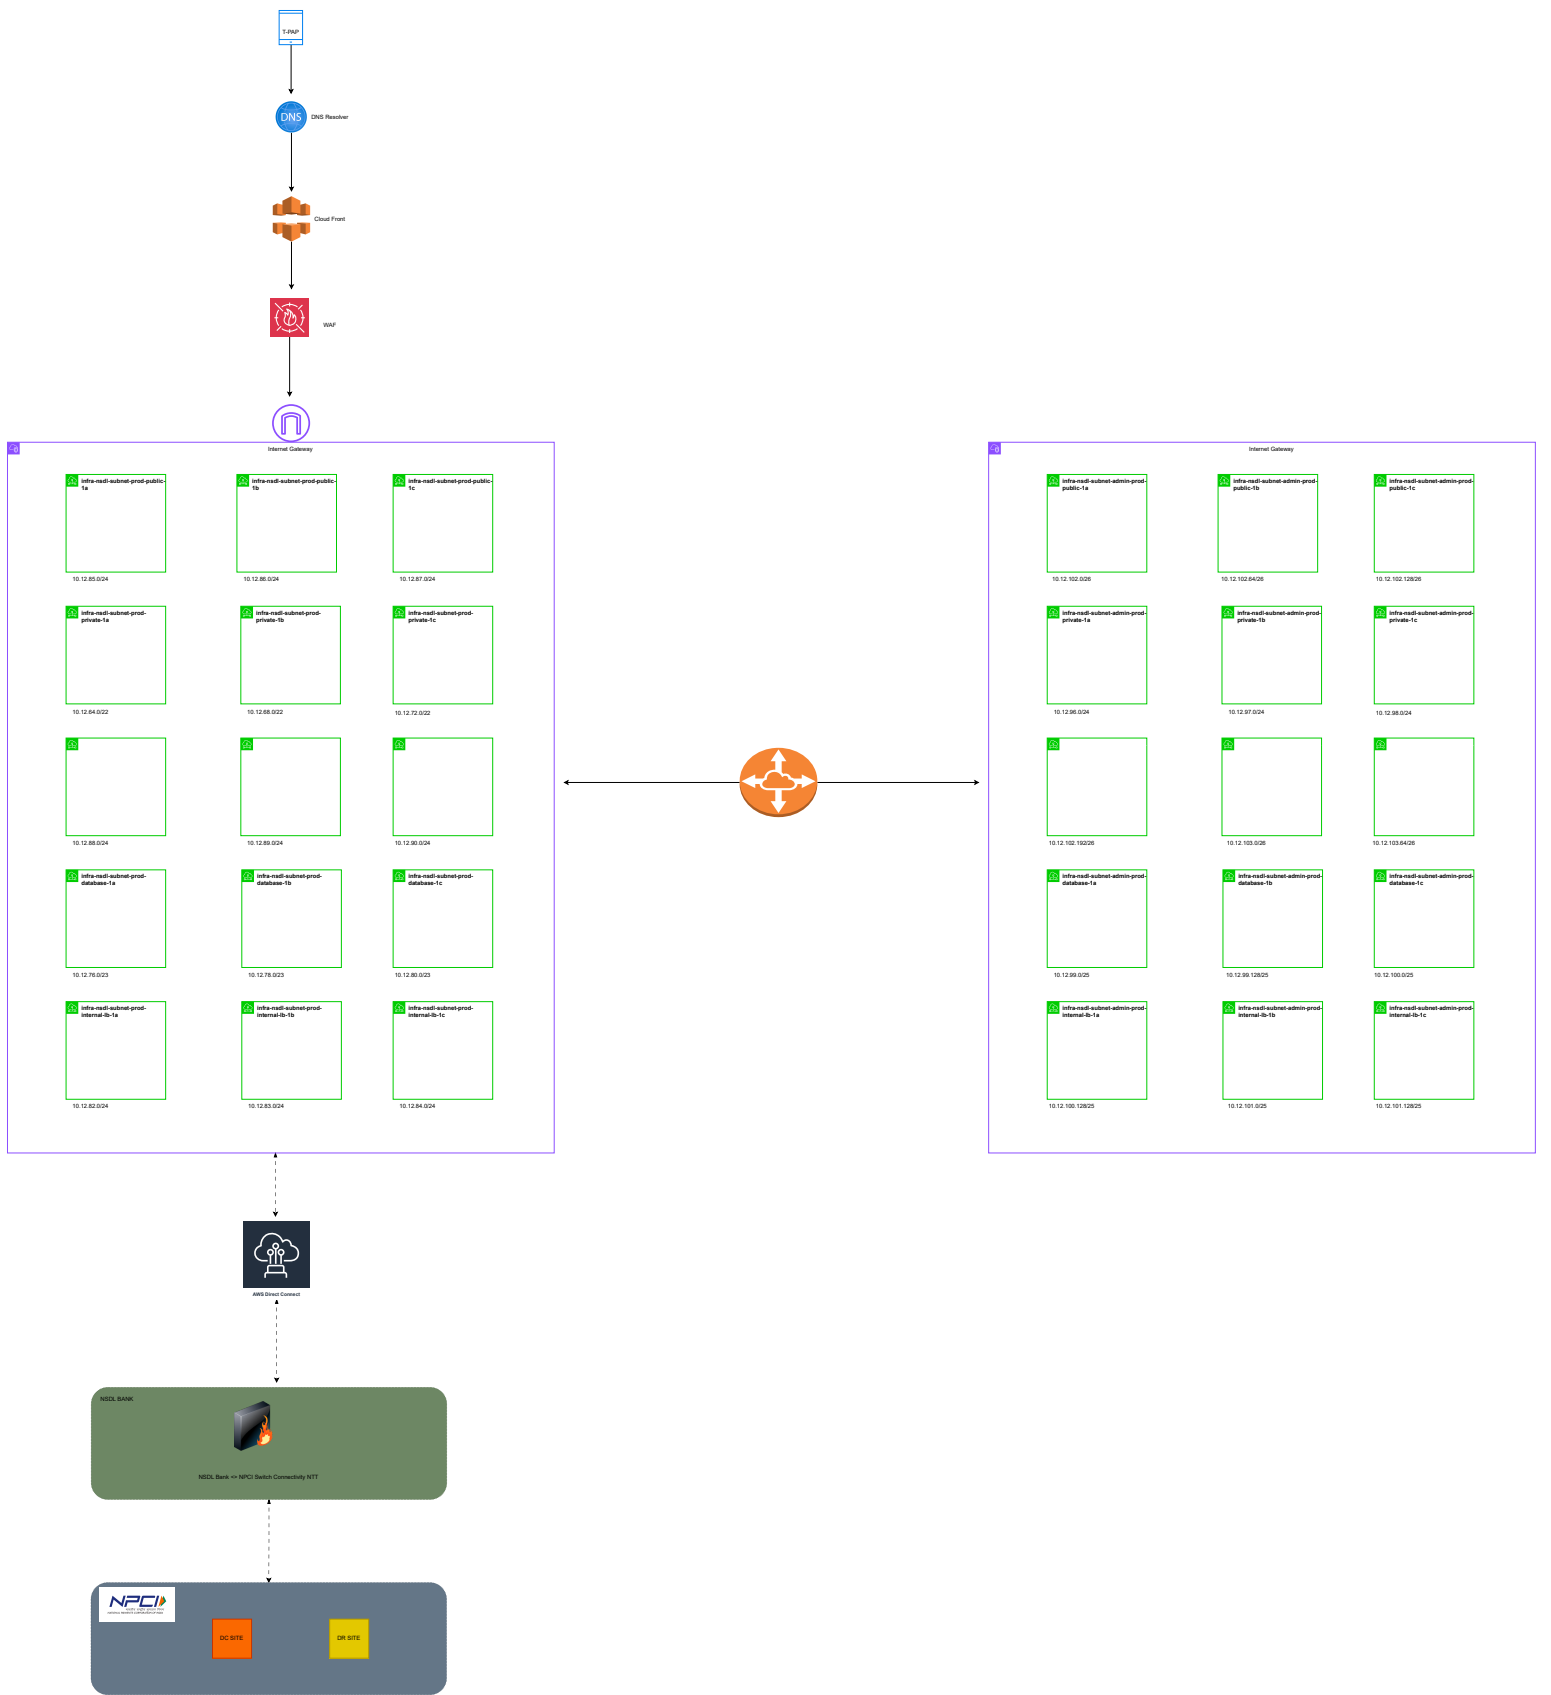 T-PAP
DNS
DNS Resolver
Cloud Front
WAF
Internet Gateway
infra-nsdl-subnet-prod-public-
1a
infra-nsdl-subnet-prod-public-
1b
infra-nsdl-subnet-prod-public-
1c
10.12.85.0/24
10.12.86.0/24
10.12.87.0/24
infra-nsdl-subnet-prod-
private-1a
infra-nsdl-subnet-prod-
private-1b
infra-nsdl-subnet-prod-
private-1c
10.12.64.0/22
10.12.68.0/22
10.12.72.0/22
10.12.88.0/24
10.12.89.0/24
10.12.90.0/24
infra-nsdl-subnet-prod-
database-1a
infra-nsdl-subnet-prod-
database-1b
infra-nsdl-subnet-prod-
database-1c
10.12.76.0/23
10.12.78.0/23
10.12.80.0/23
infra-nsdl-subnet-prod-
internal-lb-1a
infra-nsdl-subnet-prod-
internal-lb-1b
infra-nsdl-subnet-prod-
internal-lb-1c
10.12.82.0/24
10.12.83.0/24
10.12.84.0/24
Internet Gateway
infra-nsdl-subnet-admin-prod-
public-1a
infra-nsdl-subnet-admin-prod-
public-1b
infra-nsdl-subnet-admin-prod-
public-1c
10.12.102.0/26
10.12.102.64/26
10.12.102.128/26
infra-nsdl-subnet-admin-prod-
private-1a
infra-nsdl-subnet-admin-prod-
private-1b
infra-nsdl-subnet-admin-prod-
private-1c
10.12.96.0/24
10.12.97.0/24
10.12.98.0/24
10.12.102.192/26
10.12.103.0/26
10.12.103.64/26
infra-nsdl-subnet-admin-prod-
database-1a
infra-nsdl-subnet-admin-prod-
database-1b
infra-nsdl-subnet-admin-prod-
database-1c
10.12.99.0/25
10.12.99.128/25
10.12.100.0/25
infra-nsdl-subnet-admin-prod-
internal-lb-1a
infra-nsdl-subnet-admin-prod-
internal-lb-1b
infra-nsdl-subnet-admin-prod-
internal-lb-1c
10.12.100.128/25
10.12.101.0/25
10.12.101.128/25
AWS Direct Connect
NSDL BANK
NSDL Bank <> NPCI Switch Connectivity NTT
NPCI
DC SITE
DR SITE